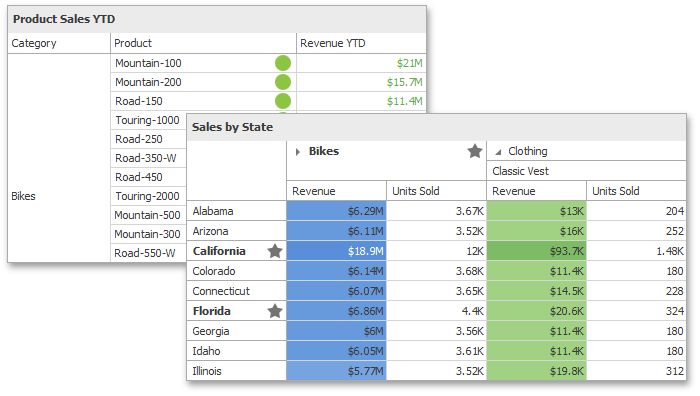 Product Sales YTD
Category Product Revenue YTD
Mountain-100 $21M
Mountain-200 $15.7M
Road-150 $11.4M
Touring-1000
Road-250
Road-350-W
Road-450
Bikes Touring-2000
Mountain-500
Mountain-300
Road-550-W
Sales by State
Bikes Clothing
Classic Vest
Revenue Units Sold Revenue Units Sold
Alabama $6.29M 3.67K $13K 204
Arizona $6.11M 3.52K $16K 252
California $18.9M 12K $93.7K 1.48K
Colorado $6.14M 3.68K $11.4K 180
Connecticut $6.07M 3.65K $14.5K 228
Florida $6.86M 4.4K $20.6K 324
Georgia $6M 3.56K $11.4K 180
Idaho $6.05M 3.61K $11.4K 180
Illinois $5.77M 3.52K $19.8K 312